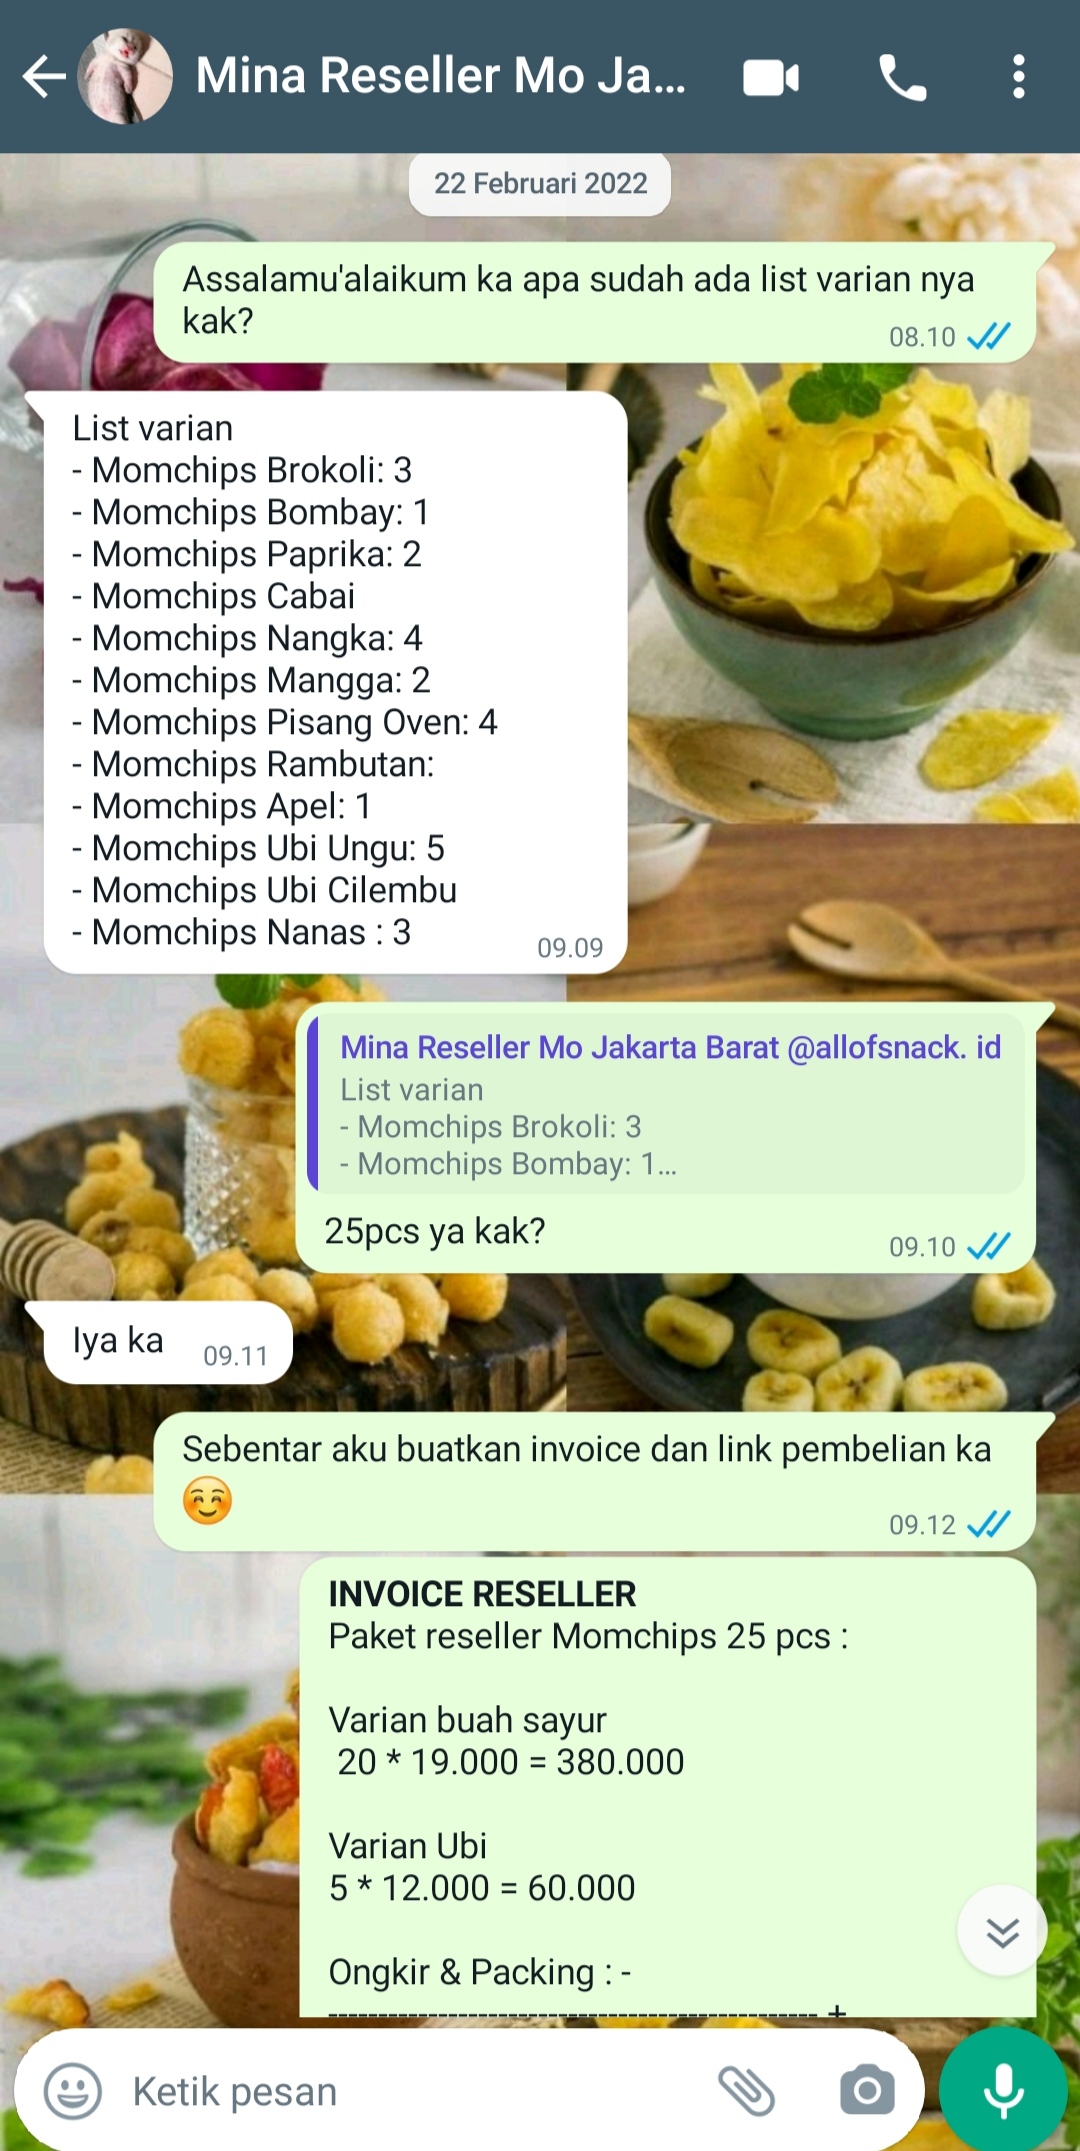 Mina Reseller Mo Ja...
22 Februari 2022
Assalamu'alaikum ka apa sudah ada list varian nya
kak?
08.10
List varian
- Momchips Brokoli: 3
- Momchips Bombay: 1
- Momchips Paprika: 2
- Momchips Cabai
- Momchips Nangka: 4
- Momchips Mangga: 2
- Momchips Pisang Oven: 4
- Momchips Rambutan:
- Momchips Apel: 1
- Momchips Ubi Ungu: 5
- Momchips Ubi Cilembu
- Momchips Nanas : 3
09.09
Mina Reseller Mo Jakarta Barat @allofsnack. id
List varian
- Momchips Brokoli: 3
- Momchips Bombay: 1...
25pcs ya kak?
09.10
Iya ka
09.11
Sebentar aku buatkan invoice dan link pembelian ka
☺️
09.12
INVOICE RESELLER
Paket reseller Momchips 25 pcs :
Varian buah sayur
20 * 19.000 = 380.000
Varian Ubi
5 * 12.000 = 60.000
Ongkir & Packing : -
------------------------------------------------- +
Ketik pesan